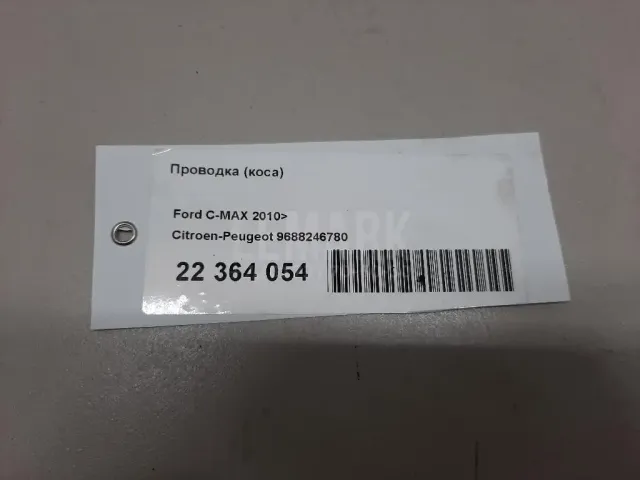 Проводка (коса)
Ford C-MAX 2010>
Citroen-Peugeot 9688246780
22 364 054